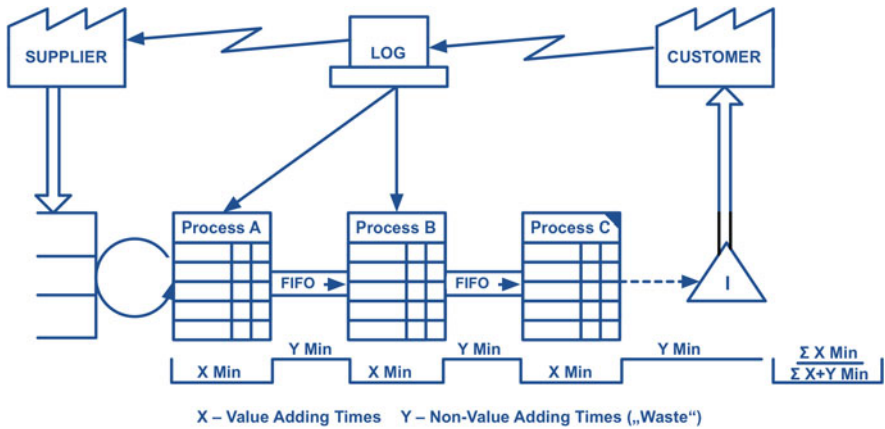 SUPPLIER
LOG
CUSTOMER
Process A
Process B
Process C
FIFO
FIFO
I
Y Min
Y Min
Y Min
X Min
X Min
X Min
Σ X Min
Σ X+Y Min
X – Value Adding Times Y – Non-Value Adding Times („Waste“)